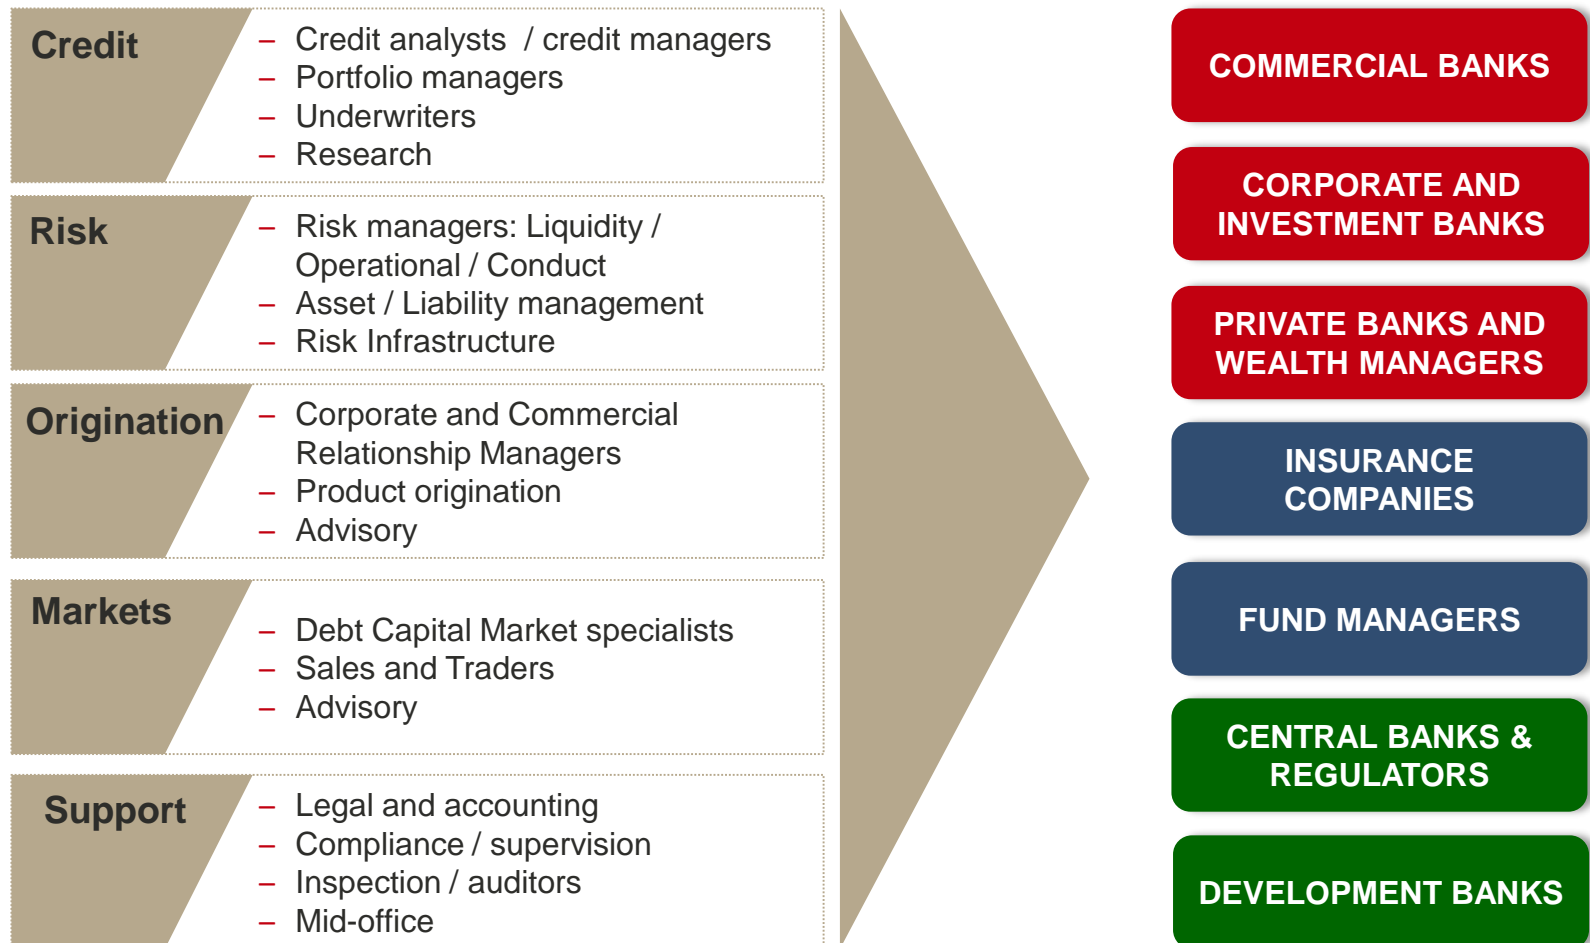 Credit
– Credit analysts / credit managers
– Portfolio managers
– Underwriters
– Research
Risk
– Risk managers: Liquidity /
Operational / Conduct
– Asset / Liability management
– Risk Infrastructure
Origination
– Corporate and Commercial
Relationship Managers
– Product origination
– Advisory
Markets
– Debt Capital Market specialists
– Sales and Traders
– Advisory
Support
– Legal and accounting
– Compliance / supervision
– Inspection / auditors
– Mid-office
COMMERCIAL BANKS
CORPORATE AND
INVESTMENT BANKS
PRIVATE BANKS AND
WEALTH MANAGERS
INSURANCE
COMPANIES
FUND MANAGERS
CENTRAL BANKS &
REGULATORS
DEVELOPMENT BANKS